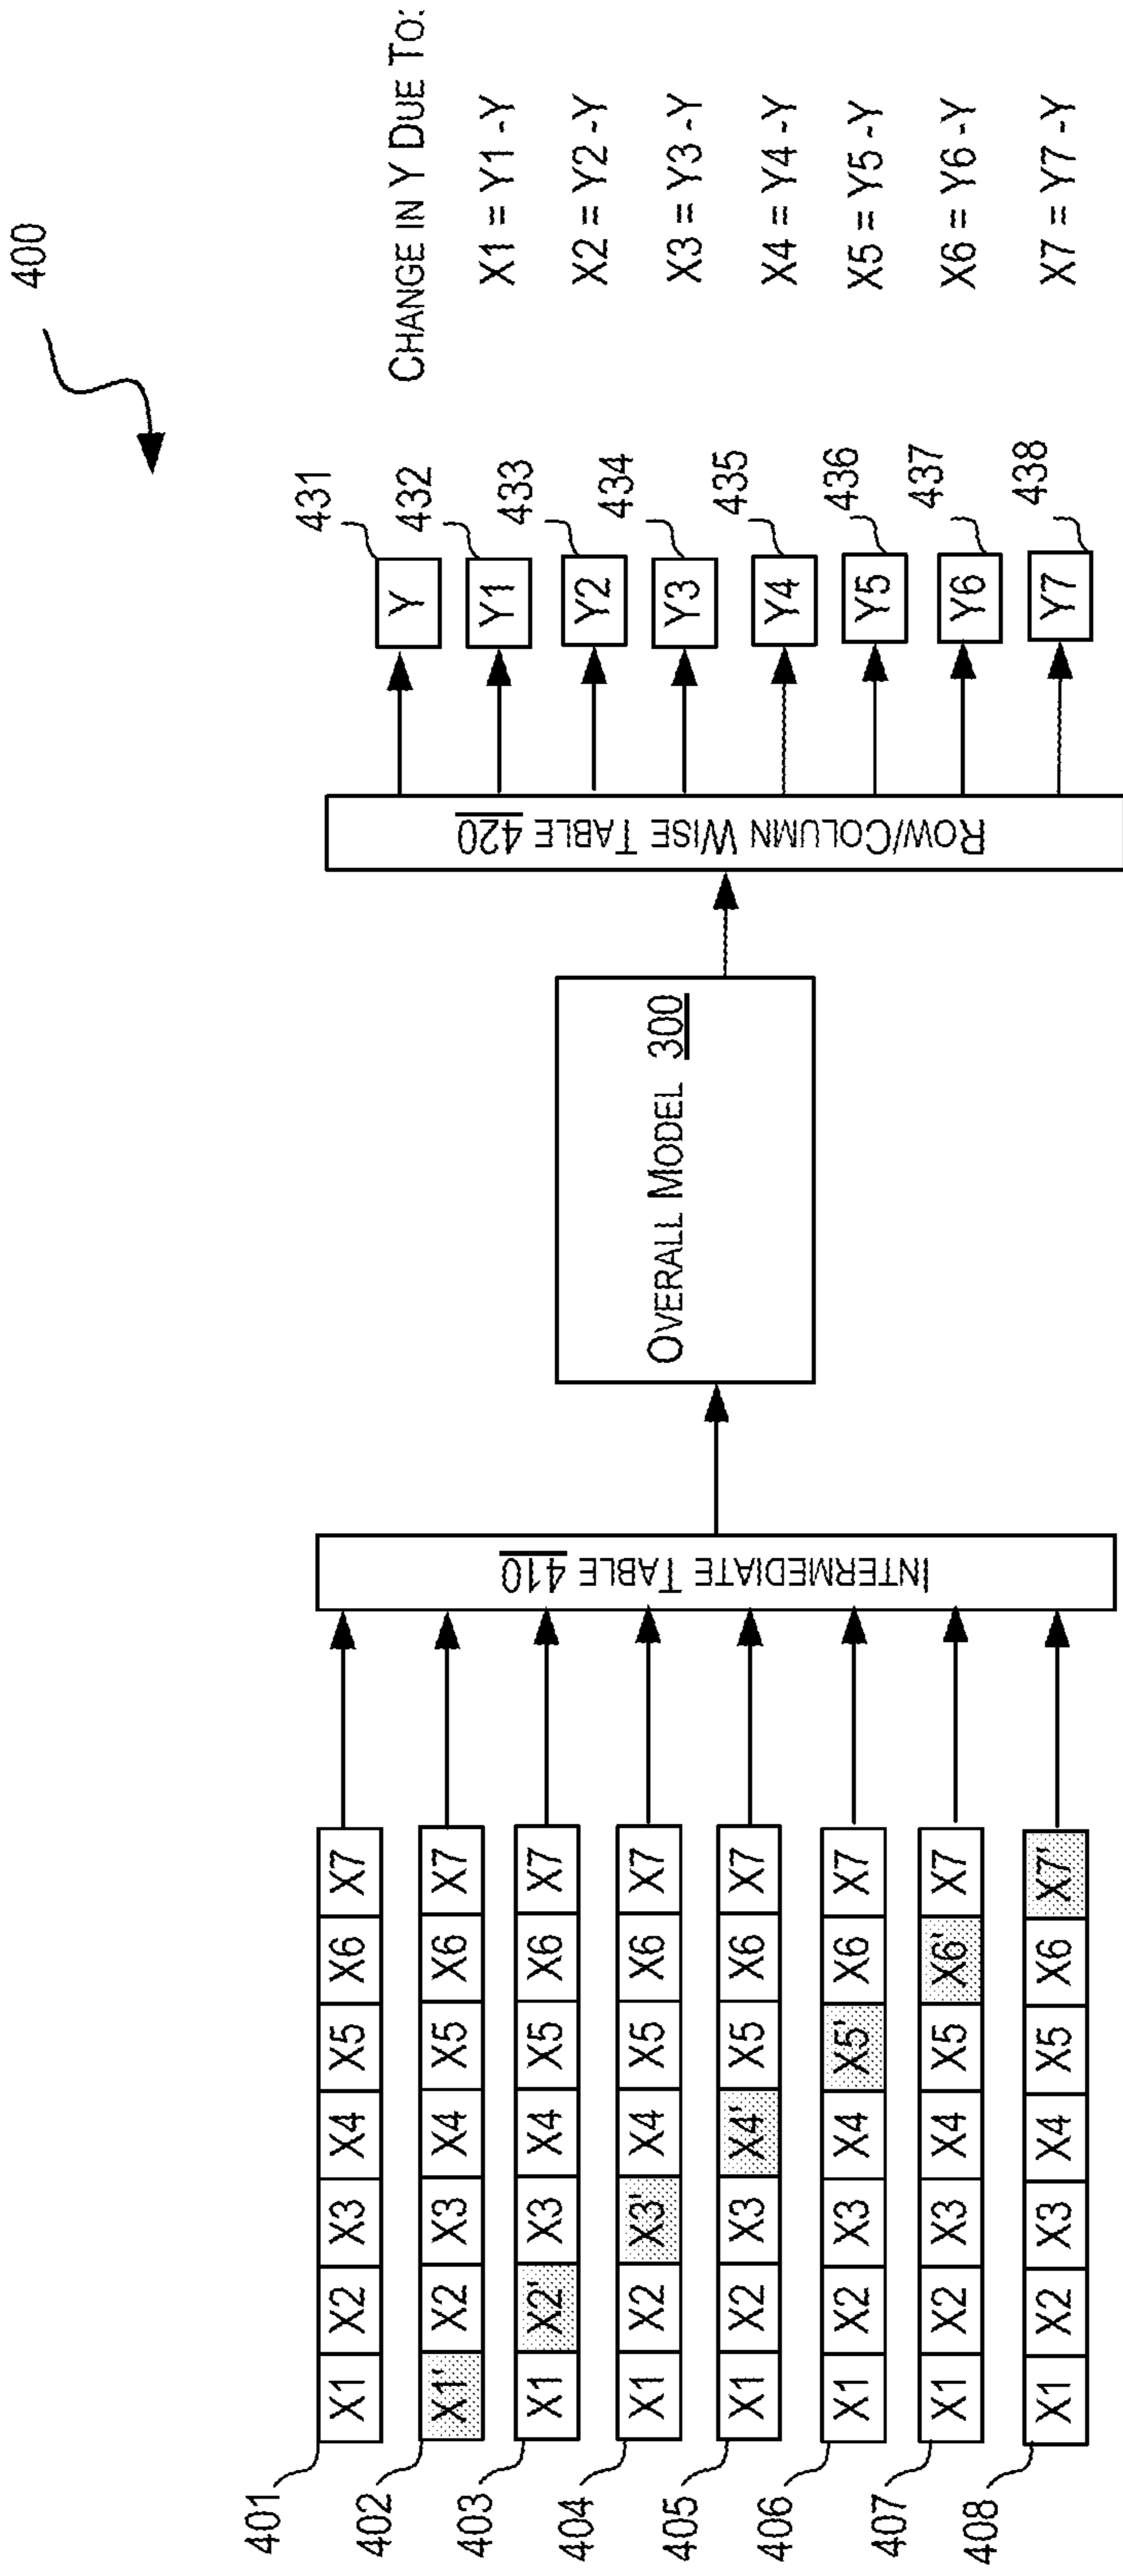 400
401 X1 X2 X3 X4 X5 X6 X7
402 X1' X2 X3 X4 X5 X6 X7
403 X1 X2' X3 X4 X5 X6 X7
404 X1 X2 X3' X4 X5 X6 X7
405 X1 X2 X3 X4' X5 X6 X7
406 X1 X2 X3 X4 X5' X6 X7
407 X1 X2 X3 X4 X5 X6' X7
408 X1 X2 X3 X4 X5 X6 X7'
INTERMEDIATE TABLE 410
OVERALL MODEL 300
ROW/COLUMN WISE TABLE 420
Y 431
Y1 432
Y2 433
Y3 434
Y4 435
Y5 436
Y6 437
Y7 438
CHANGE IN Y DUE TO:
X1 = Y1 -Y
X2 = Y2 -Y
X3 = Y3 -Y
X4 = Y4 -Y
X5 = Y5 -Y
X6 = Y6 -Y
X7 = Y7 -Y